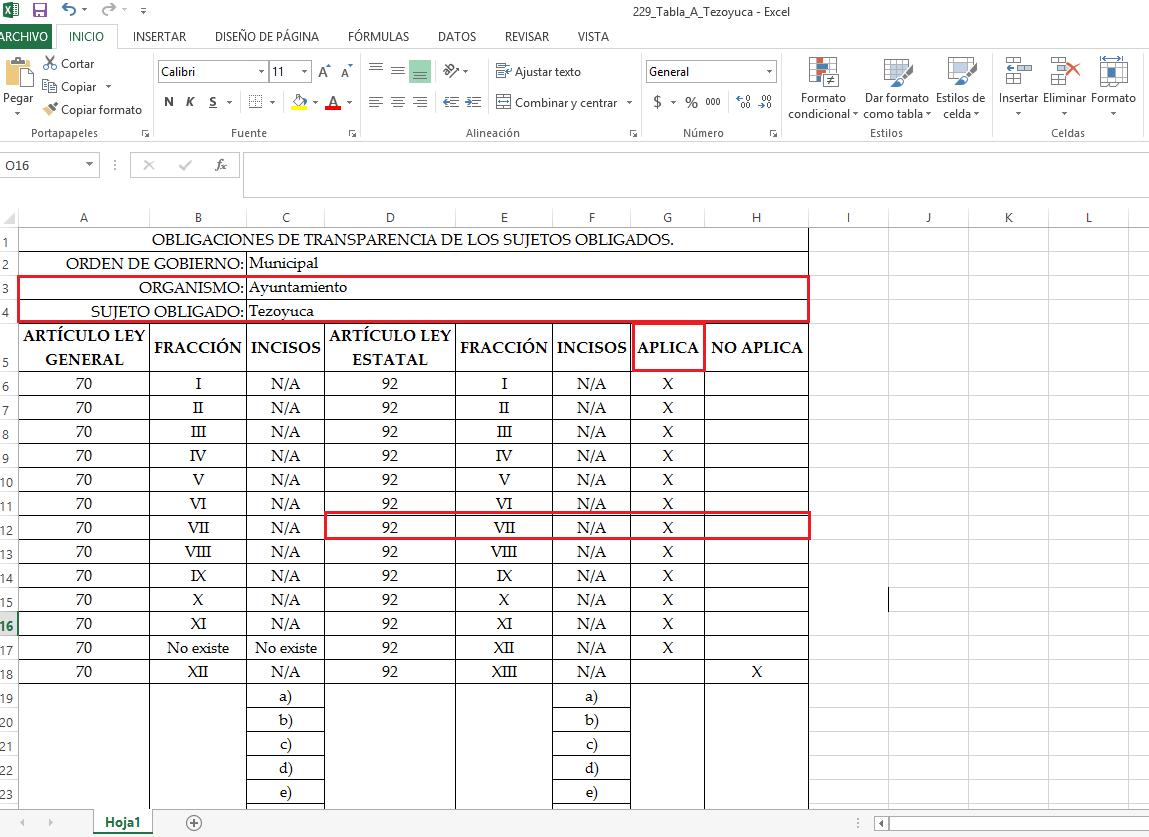 229_Tabla_A_Tezoyuca - Excel
ARCHIVO INICIO INSERTAR DISEÑO DE PÁGINA FÓRMULAS DATOS REVISAR VISTA
Pegar
Cortar
Copiar
Copiar formato
Portapapeles
Calibri 11
N K S
Fuente
Ajustar texto
Combinar y centrar
Alineación
General
$ % 000
Número
Formato condicional
Dar formato como tabla
Estilos de celda
Estilos
Insertar Eliminar Formato
Celdas
O16
fx
A B C D E F G H I J K L
1 OBLIGACIONES DE TRANSPARENCIA DE LOS SUJETOS OBLIGADOS.
2 ORDEN DE GOBIERNO: Municipal
3 ORGANISMO: Ayuntamiento
4 SUJETO OBLIGADO: Tezoyuca
5 ARTÍCULO LEY GENERAL FRACCIÓN INCISOS ARTÍCULO LEY ESTATAL FRACCIÓN INCISOS APLICA NO APLICA
6 70 I N/A 92 I N/A X
7 70 II N/A 92 II N/A X
8 70 III N/A 92 III N/A X
9 70 IV N/A 92 IV N/A X
10 70 V N/A 92 V N/A X
11 70 VI N/A 92 VI N/A X
12 70 VII N/A 92 VII N/A X
13 70 VIII N/A 92 VIII N/A X
14 70 IX N/A 92 IX N/A X
15 70 X N/A 92 X N/A X
16 70 XI N/A 92 XI N/A X
17 70 No existe No existe 92 XII N/A X
18 70 XII N/A 92 XIII N/A X
19 a) a)
20 b) b)
21 c) c)
22 d) d)
23 e) e)
Hoja1